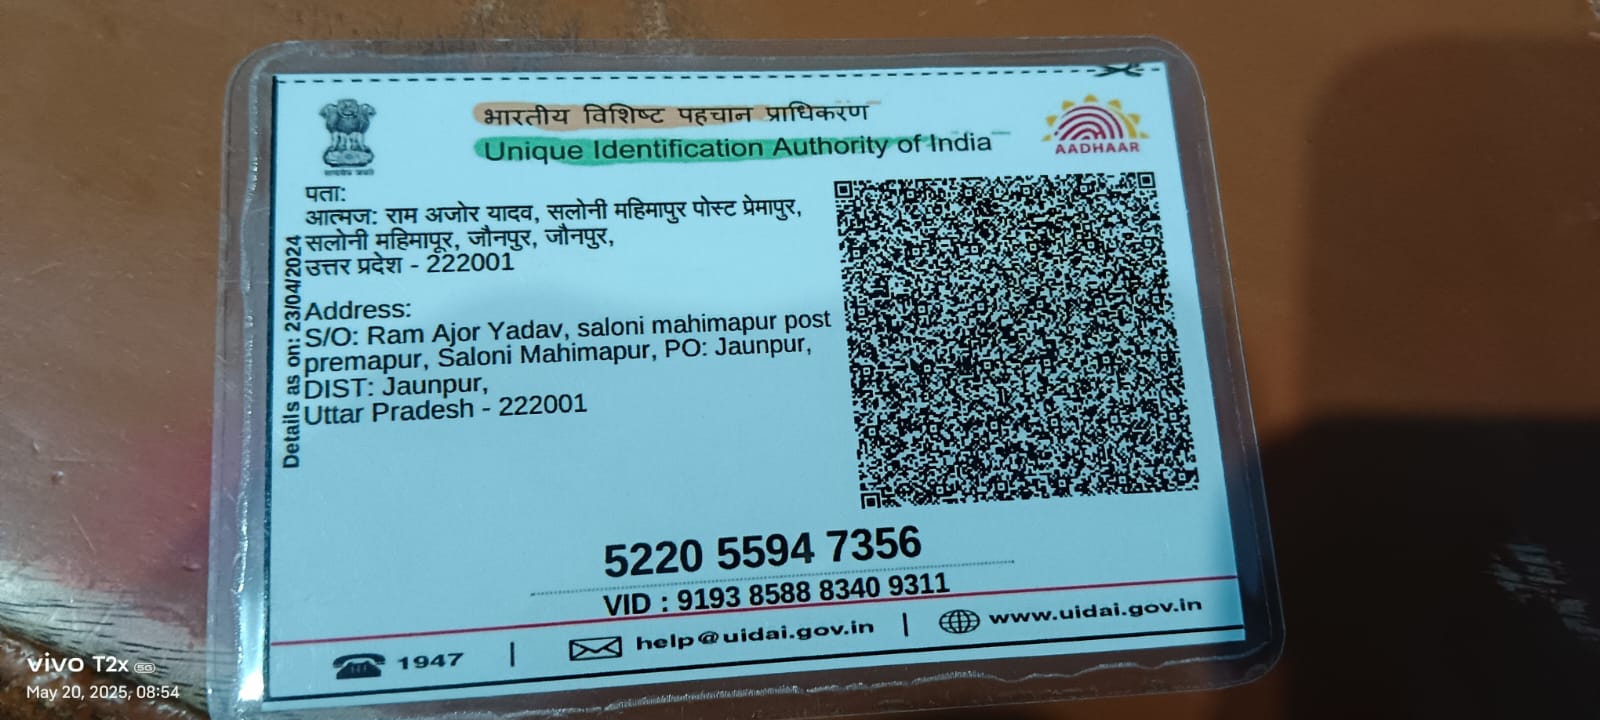 भारतीय विशिष्ट पहचान प्राधिकरण
Unique Identification Authority of India
AADHAAR
सत्यमेव जयते
पता:
आत्मज: राम अजोर यादव, सलोनी महिमापुर पोस्ट प्रेमापुर,
सलोनी महिमापूर, जौनपुर, जौनपुर,
उत्तर प्रदेश - 222001
Details as on: 23/04/2024
Address:
S/O: Ram Ajor Yadav, saloni mahimapur post
premapur, Saloni Mahimapur, PO: Jaunpur,
DIST: Jaunpur,
Uttar Pradesh - 222001
5220 5594 7356
VID : 9193 8588 8340 9311
1947 | help@uidai.gov.in | www.uidai.gov.in
vivo T2x 5G
May 20, 2025, 08:54